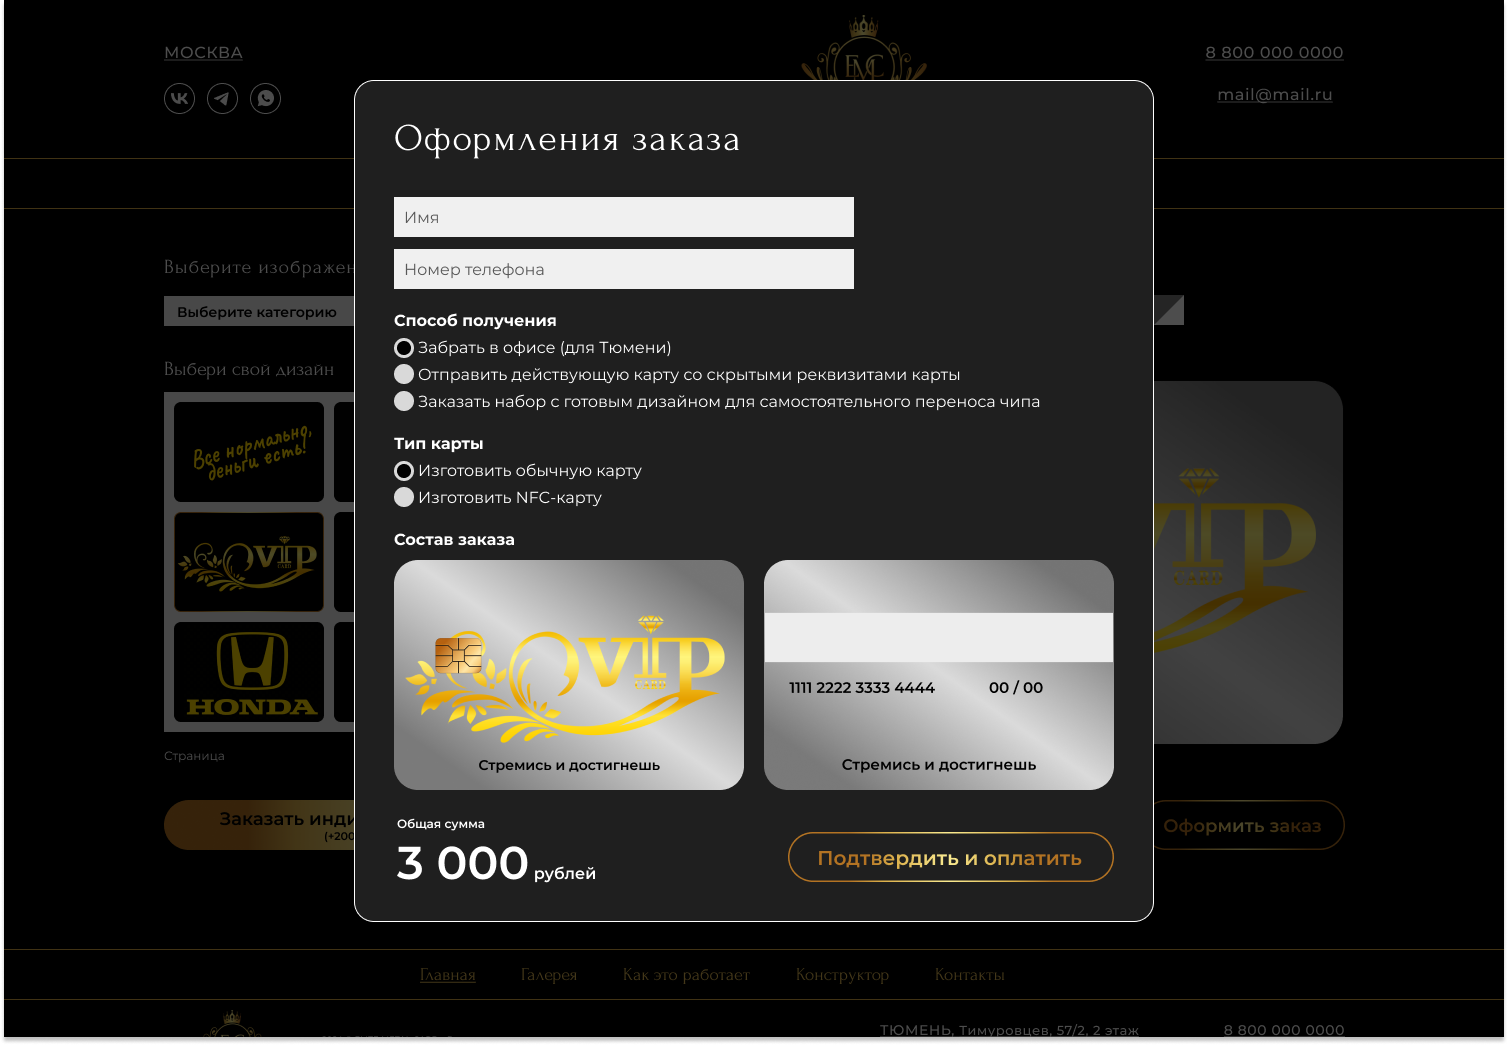 МОСКВА
EMC
8 800 000 0000
mail@mail.ru
Оформления заказа
Имя
Номер телефона
Выберите изображен
Выберите категорию
Способ получения
Забрать в офисе (для Тюмени)
Отправить действующую карту со скрытыми реквизитами карты
Заказать набор с готовым дизайном для самостоятельного переноса чипа
Выбери свой дизайн
Все нормально,
деньги есть!
VIP
CARD
HONDA
Страница
Тип карты
Изготовить обычную карту
Изготовить NFC-карту
Состав заказа
VIP
CARD
Стремись и достигнешь
1111 2222 3333 4444 00 / 00
Стремись и достигнешь
VIP
CARD
Заказать инди
(+200
Общая сумма
3 000 рублей
Подтвердить и оплатить
Оформить заказ
Главная Галерея Как это работает Конструктор Контакты
ТЮМЕНЬ, Тимуровцев, 57/2, 2 этаж
8 800 000 0000